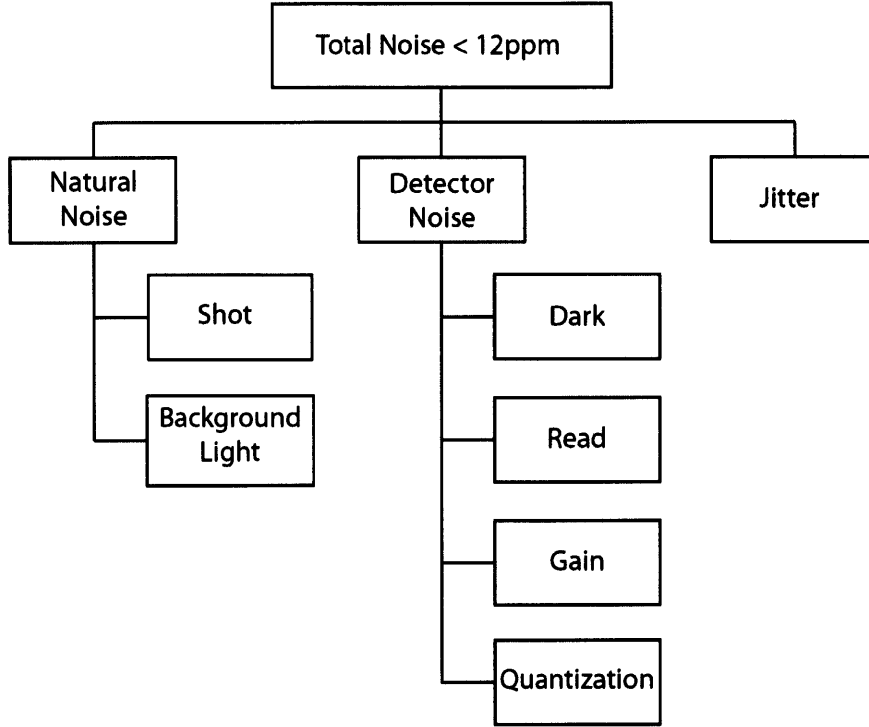 Total Noise < 12ppm
Natural
Noise
Detector
Noise
Jitter
Shot
Background
Light
Dark
Read
Gain
Quantization